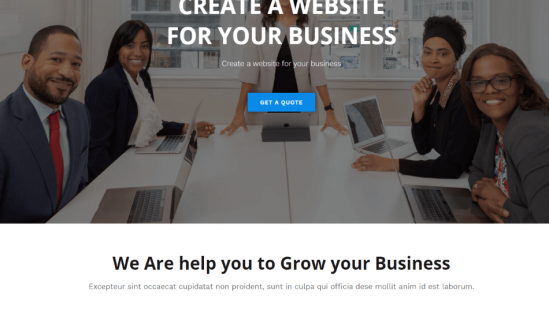 CREATE A WEBSITE
FOR YOUR BUSINESS
Create a website for your business
GET A QUOTE
We Are help you to Grow your Business
Excepteur sint occaecat cupidatat non proident, sunt in culpa qui officia dese mollit anim id est laborum.